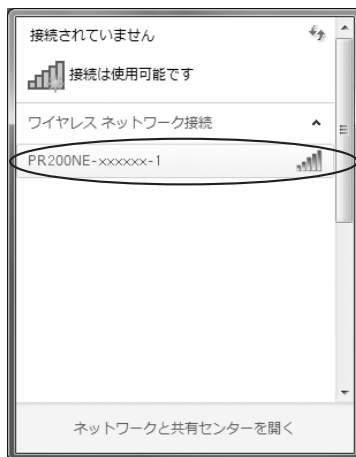 接続されていません
接続は使用可能です
ワイヤレス ネットワーク接続
PR200NE-xxxxxx-1
ネットワークと共有センターを開く